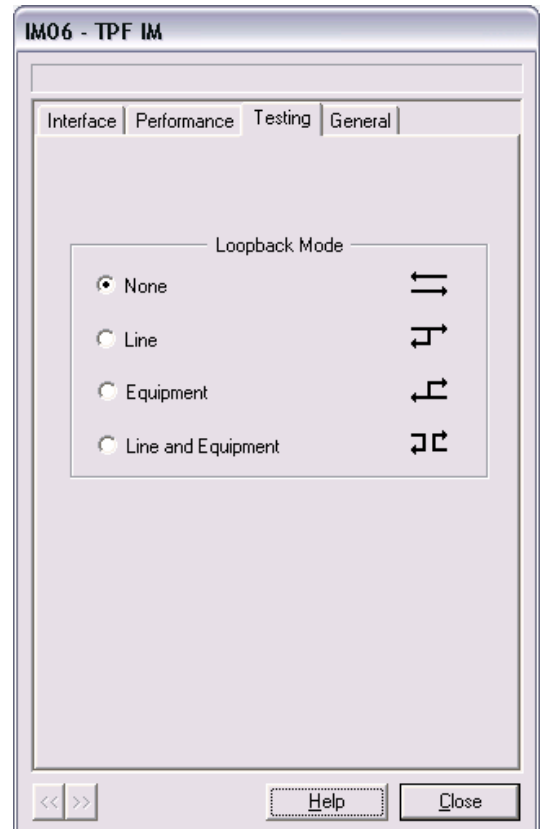 IM06 - TPF IM
Interface Performance Testing General
Loopback Mode
None
Line
Equipment
Line and Equipment
<< >> Help Close